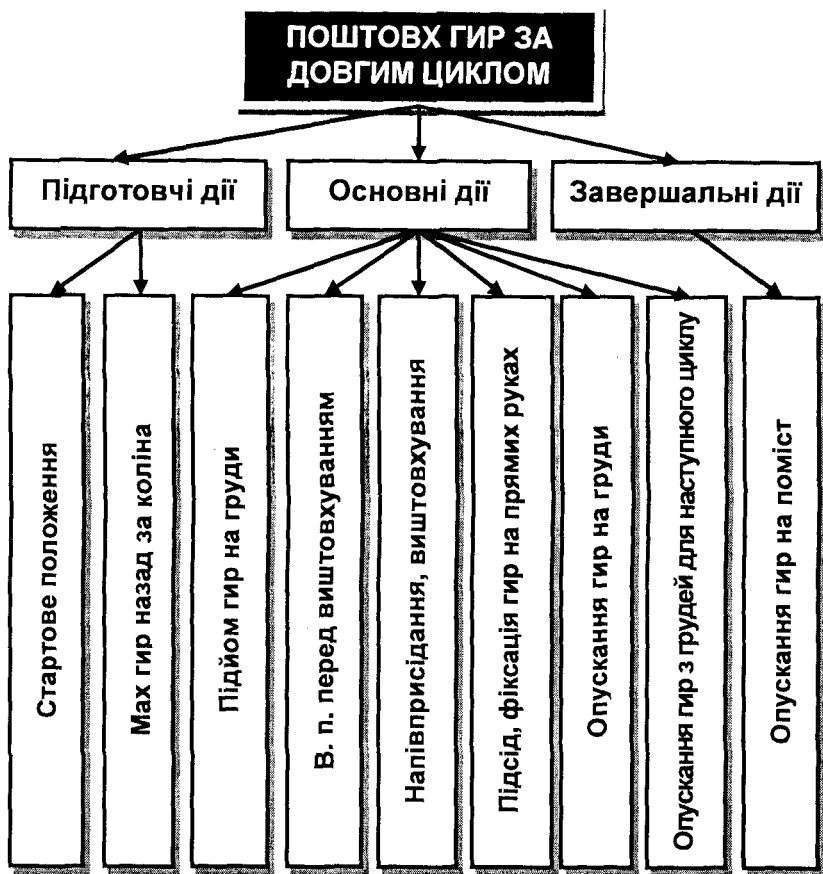 ПОШТОВХ ГИР ЗА
ДОВГИМ ЦИКЛОМ
Підготовчі дії
Основні дії
Завершальні дії
Стартове положення
Мах гир назад за коліна
Підйом гир на груди
В. п. перед виштовхуванням
Напівприсідання, виштовхування
Підсід, фіксація гир на прямих руках
Опускання гир на груди
Опускання гир з грудей для наступного циклу
Опускання гир на поміст